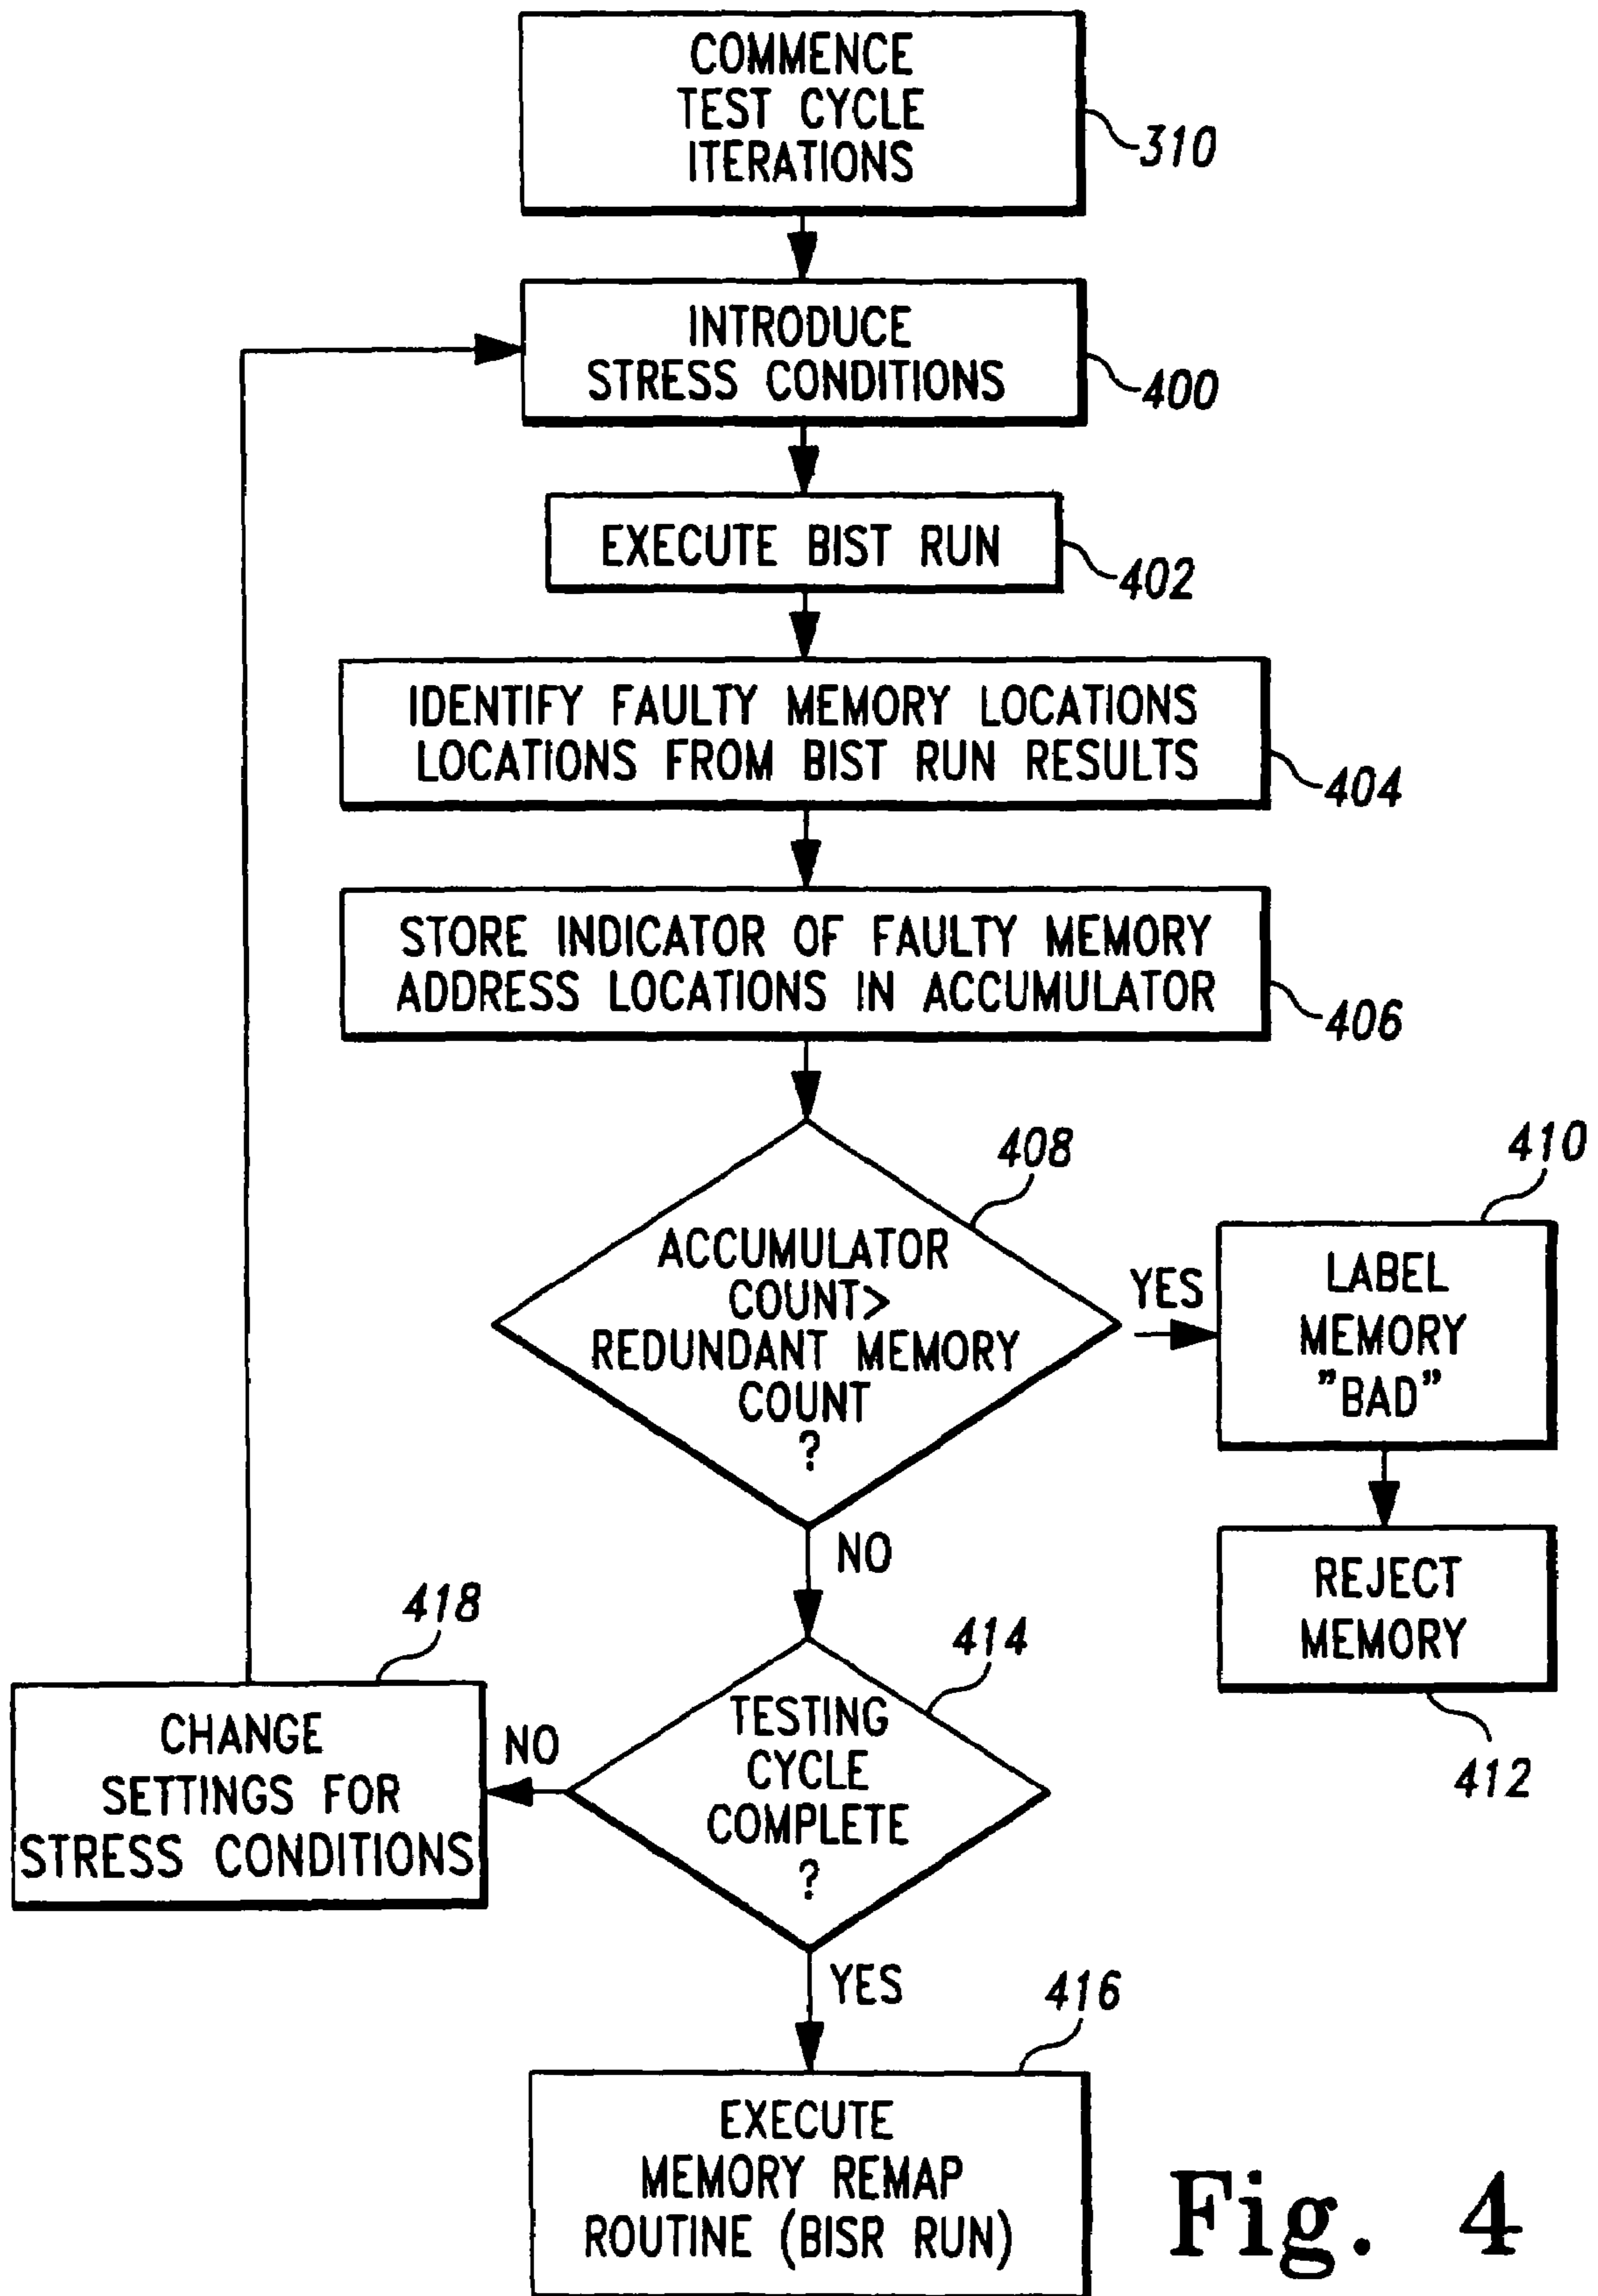 COMMENCE
TEST CYCLE
ITERATIONS
310
INTRODUCE
STRESS CONDITIONS
400
EXECUTE BIST RUN
402
IDENTIFY FAULTY MEMORY LOCATIONS
LOCATIONS FROM BIST RUN RESULTS
404
STORE INDICATOR OF FAULTY MEMORY
ADDRESS LOCATIONS IN ACCUMULATOR
406
408
ACCUMULATOR
COUNT>
REDUNDANT MEMORY
COUNT
?
YES
410
LABEL
MEMORY
"BAD"
NO
REJECT
MEMORY
412
414
TESTING
CYCLE
COMPLETE
?
NO
418
CHANGE
SETTINGS FOR
STRESS CONDITIONS
YES
416
EXECUTE
MEMORY REMAP
ROUTINE (BISR RUN)
Fig. 4